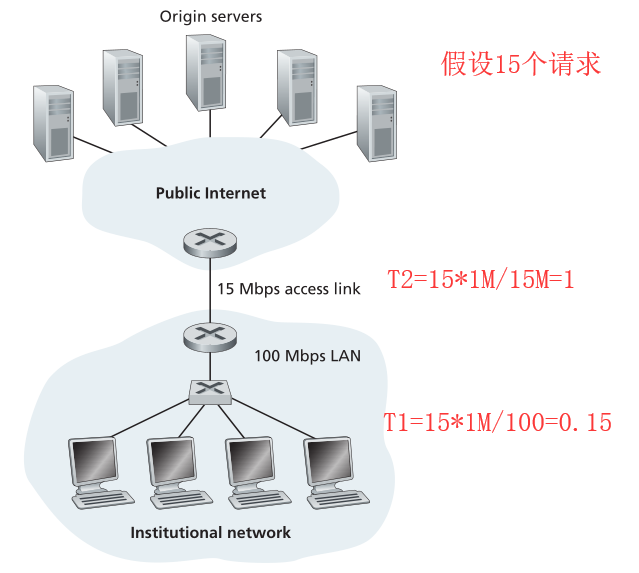 Origin servers
假设15个请求
Public Internet
15 Mbps access link
T2=15*1M/15M=1
100 Mbps LAN
T1=15*1M/100=0.15
Institutional network